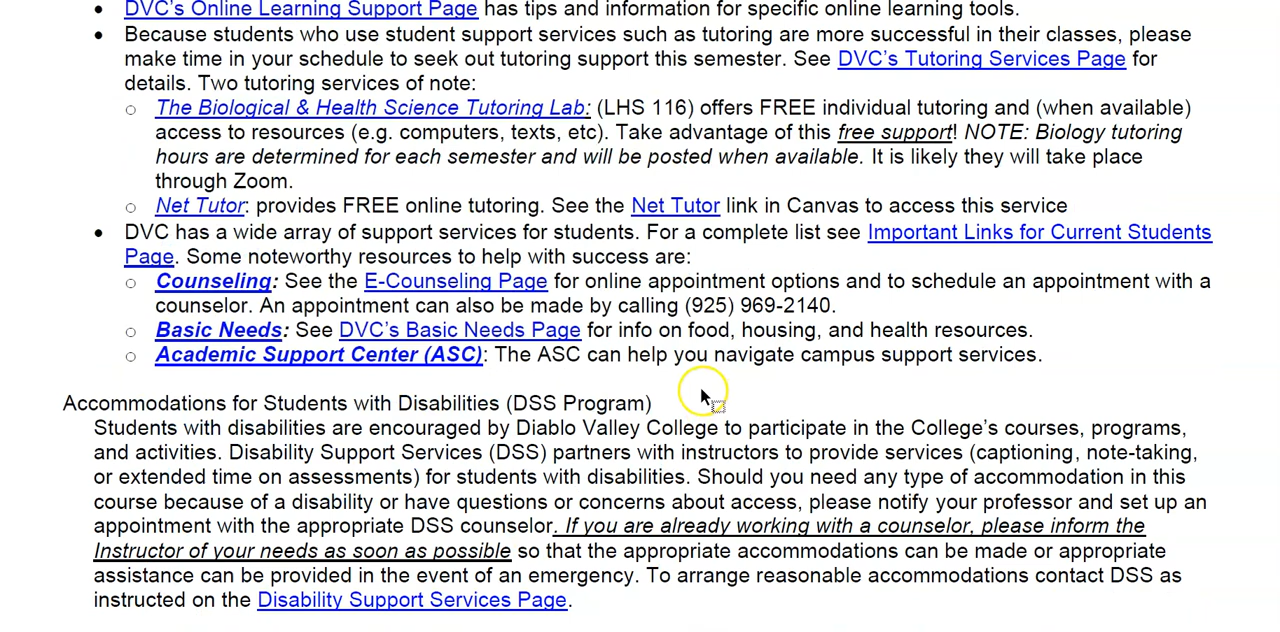 • DVC's Online Learning Support Page has tips and information for specific online learning tools.
• Because students who use student support services such as tutoring are more successful in their classes, please
make time in your schedule to seek out tutoring support this semester. See DVC's Tutoring Services Page for
details. Two tutoring services of note:
○ The Biological & Health Science Tutoring Lab: (LHS 116) offers FREE individual tutoring and (when available)
access to resources (e.g. computers, texts, etc). Take advantage of this free support! NOTE: Biology tutoring
hours are determined for each semester and will be posted when available. It is likely they will take place
through Zoom.
○ Net Tutor: provides FREE online tutoring. See the Net Tutor link in Canvas to access this service
• DVC has a wide array of support services for students. For a complete list see Important Links for Current Students
Page. Some noteworthy resources to help with success are:
○ Counseling: See the E-Counseling Page for online appointment options and to schedule an appointment with a
counselor. An appointment can also be made by calling (925) 969-2140.
○ Basic Needs: See DVC's Basic Needs Page for info on food, housing, and health resources.
○ Academic Support Center (ASC): The ASC can help you navigate campus support services.
Accommodations for Students with Disabilities (DSS Program)
Students with disabilities are encouraged by Diablo Valley College to participate in the College's courses, programs,
and activities. Disability Support Services (DSS) partners with instructors to provide services (captioning, note-taking,
or extended time on assessments) for students with disabilities. Should you need any type of accommodation in this
course because of a disability or have questions or concerns about access, please notify your professor and set up an
appointment with the appropriate DSS counselor. If you are already working with a counselor, please inform the
Instructor of your needs as soon as possible so that the appropriate accommodations can be made or appropriate
assistance can be provided in the event of an emergency. To arrange reasonable accommodations contact DSS as
instructed on the Disability Support Services Page.